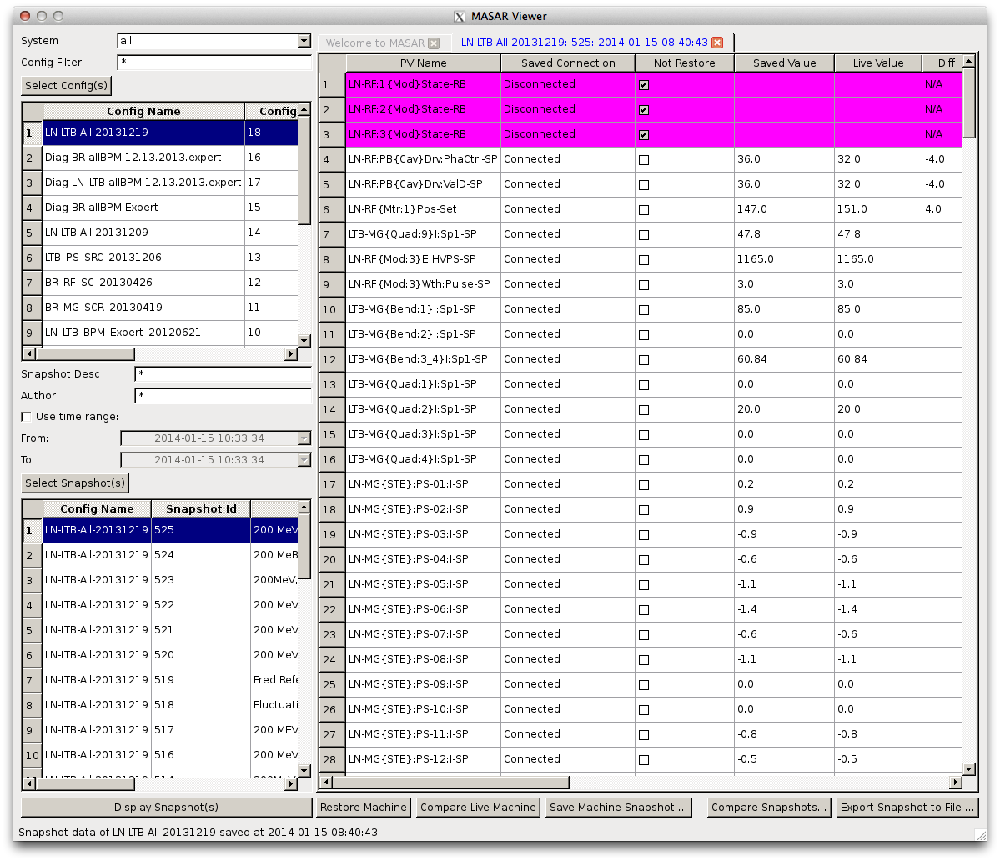 MASAR Viewer
System
all
Config Filter
*
Select Config(s)
Config Name Config
1 LN-LTB-All-20131219 18
2 Diag-BR-allBPM-12.13.2013.expert 16
3 Diag-LN_LTB-allBPM-12.13.2013.expert 17
4 Diag-BR-allBPM-Expert 15
5 LN-LTB-All-20131209 14
6 LTB_PS_SRC_20131206 13
7 BR_RF_SC_20130426 12
8 BR_MG_SCR_20130419 11
9 LN_LTB_BPM_Expert_20120621 10
Snapshot Desc *
Author *
Use time range:
From: 2014-01-15 10:33:34
To: 2014-01-15 10:33:34
Select Snapshot(s)
Config Name Snapshot Id
1 LN-LTB-All-20131219 525 200 MeV
2 LN-LTB-All-20131219 524 200 MeB
3 LN-LTB-All-20131219 523 200MeV,
4 LN-LTB-All-20131219 522 200 MeV
5 LN-LTB-All-20131219 521 200 MeV
6 LN-LTB-All-20131219 520 200 MeV
7 LN-LTB-All-20131219 519 Fred Refe
8 LN-LTB-All-20131219 518 Fluctuati
9 LN-LTB-All-20131219 517 200 MEV
10 LN-LTB-All-20131219 516 200 MeV
Display Snapshot(s)
Welcome to MASAR
LN-LTB-All-20131219: 525: 2014-01-15 08:40:43
PV Name Saved Connection Not Restore Saved Value Live Value Diff
1 LN-RF:1{Mod}State-RB Disconnected N/A
2 LN-RF:2{Mod}State-RB Disconnected N/A
3 LN-RF:3{Mod}State-RB Disconnected N/A
4 LN-RF:PB{Cav}Drv:PhaCtrl-SP Connected 36.0 32.0 -4.0
5 LN-RF:PB{Cav}Drv:ValD-SP Connected 36.0 32.0 -4.0
6 LN-RF{Mtr:1}Pos-Set Connected 147.0 151.0 4.0
7 LTB-MG{Quad:9}I:Sp1-SP Connected 47.8 47.8
8 LN-RF{Mod:3}E:HVPS-SP Connected 1165.0 1165.0
9 LN-RF{Mod:3}Wth:Pulse-SP Connected 3.0 3.0
10 LTB-MG{Bend:1}I:Sp1-SP Connected 85.0 85.0
11 LTB-MG{Bend:2}I:Sp1-SP Connected 0.0 0.0
12 LTB-MG{Bend:3_4}I:Sp1-SP Connected 60.84 60.84
13 LTB-MG{Quad:1}I:Sp1-SP Connected 0.0 0.0
14 LTB-MG{Quad:2}I:Sp1-SP Connected 20.0 20.0
15 LTB-MG{Quad:3}I:Sp1-SP Connected 0.0 0.0
16 LTB-MG{Quad:4}I:Sp1-SP Connected 0.0 0.0
17 LN-MG{STE}:PS-01:I-SP Connected 0.2 0.2
18 LN-MG{STE}:PS-02:I-SP Connected 0.9 0.9
19 LN-MG{STE}:PS-03:I-SP Connected -0.9 -0.9
20 LN-MG{STE}:PS-04:I-SP Connected -0.6 -0.6
21 LN-MG{STE}:PS-05:I-SP Connected -1.1 -1.1
22 LN-MG{STE}:PS-06:I-SP Connected -1.4 -1.4
23 LN-MG{STE}:PS-07:I-SP Connected -0.6 -0.6
24 LN-MG{STE}:PS-08:I-SP Connected -1.1 -1.1
25 LN-MG{STE}:PS-09:I-SP Connected 0.0 0.0
26 LN-MG{STE}:PS-10:I-SP Connected 0.0 0.0
27 LN-MG{STE}:PS-11:I-SP Connected -0.8 -0.8
28 LN-MG{STE}:PS-12:I-SP Connected -0.5 -0.5
Restore Machine
Compare Live Machine
Save Machine Snapshot ...
Compare Snapshots...
Export Snapshot to File ...
Snapshot data of LN-LTB-All-20131219 saved at 2014-01-15 08:40:43